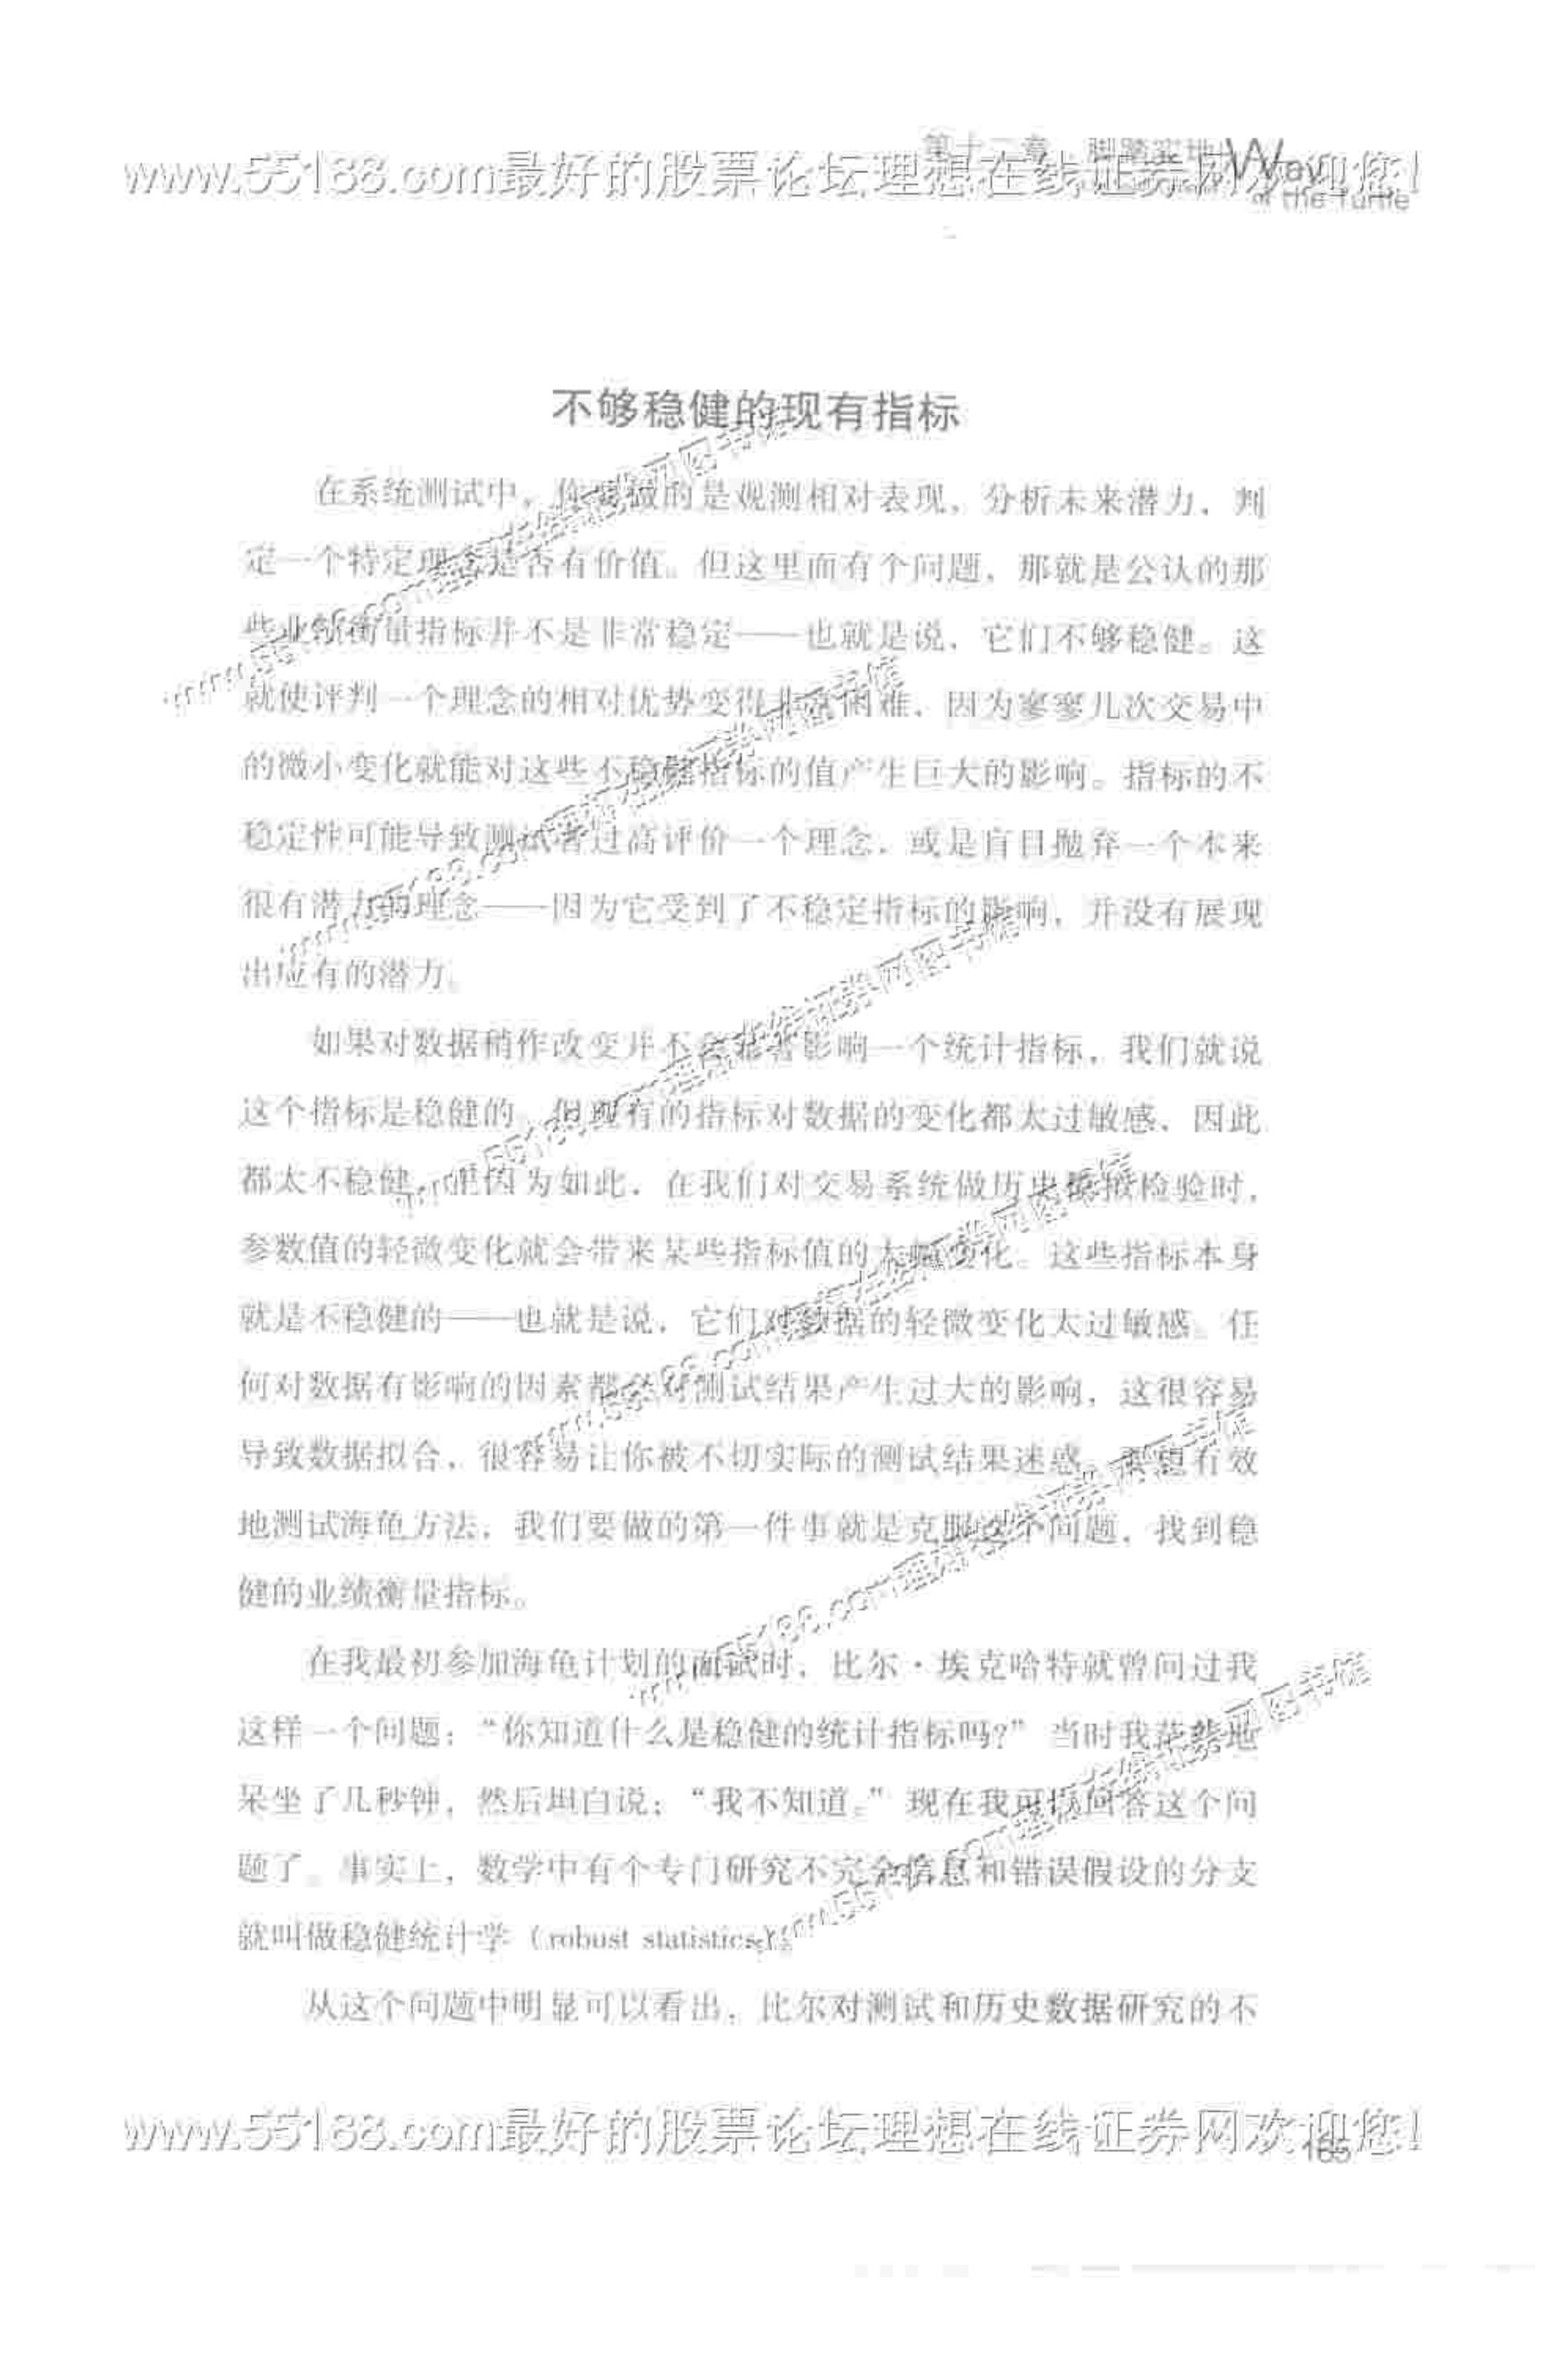 第十二章 脚踏实地
Way
of the Turtle
www.55188.com最好的股票论坛理想在线证券网欢迎您!
不够稳健的现有指标
在系统测试中，你要做的是观测相对表现，分析未来潜力，判
定一个特定理念是否有价值。但这里面有个问题，那就是公认的那
些业绩衡量指标并不是非常稳定——也就是说，它们不够稳健。这
就使评判一个理念的相对优势变得非常困难，因为寥寥几次交易中
的微小变化就能对这些不稳健指标的值产生巨大的影响。指标的不
稳定性可能导致测试者过高评价一个理念，或是盲目抛弃一个本来
很有潜力的理念——因为它受到了不稳定指标的影响，并没有展现
出应有的潜力。
如果对数据稍作改变并不会显著影响一个统计指标，我们就说
这个指标是稳健的。但现有的指标对数据的变化都太过敏感，因此
都太不稳健。正因为如此，在我们对交易系统做历史模拟检验时，
参数值的轻微变化就会带来某些指标值的大幅变化。这些指标本身
就是不稳健的——也就是说，它们对数据的轻微变化太过敏感。任
何对数据有影响的因素都会对测试结果产生过大的影响，这很容易
导致数据拟合，很容易让你被不切实际的测试结果迷惑。要想有效
地测试海龟方法，我们要做的第一件事就是克服这个问题，找到稳
健的业绩衡量指标。
在我最初参加海龟计划的面试时，比尔·埃克哈特就曾问过我
这样一个问题：“你知道什么是稳健的统计指标吗?” 当时我茫然地
呆坐了几秒钟，然后坦白说：“我不知道。” 现在我可以回答这个问
题了。事实上，数学中有个专门研究不完全信息和错误假设的分支
就叫做稳健统计学（robust statistics）。
从这个问题中明显可以看出，比尔对测试和历史数据研究的不
www.55188.com最好的股票论坛理想在线证券网欢迎您!
165